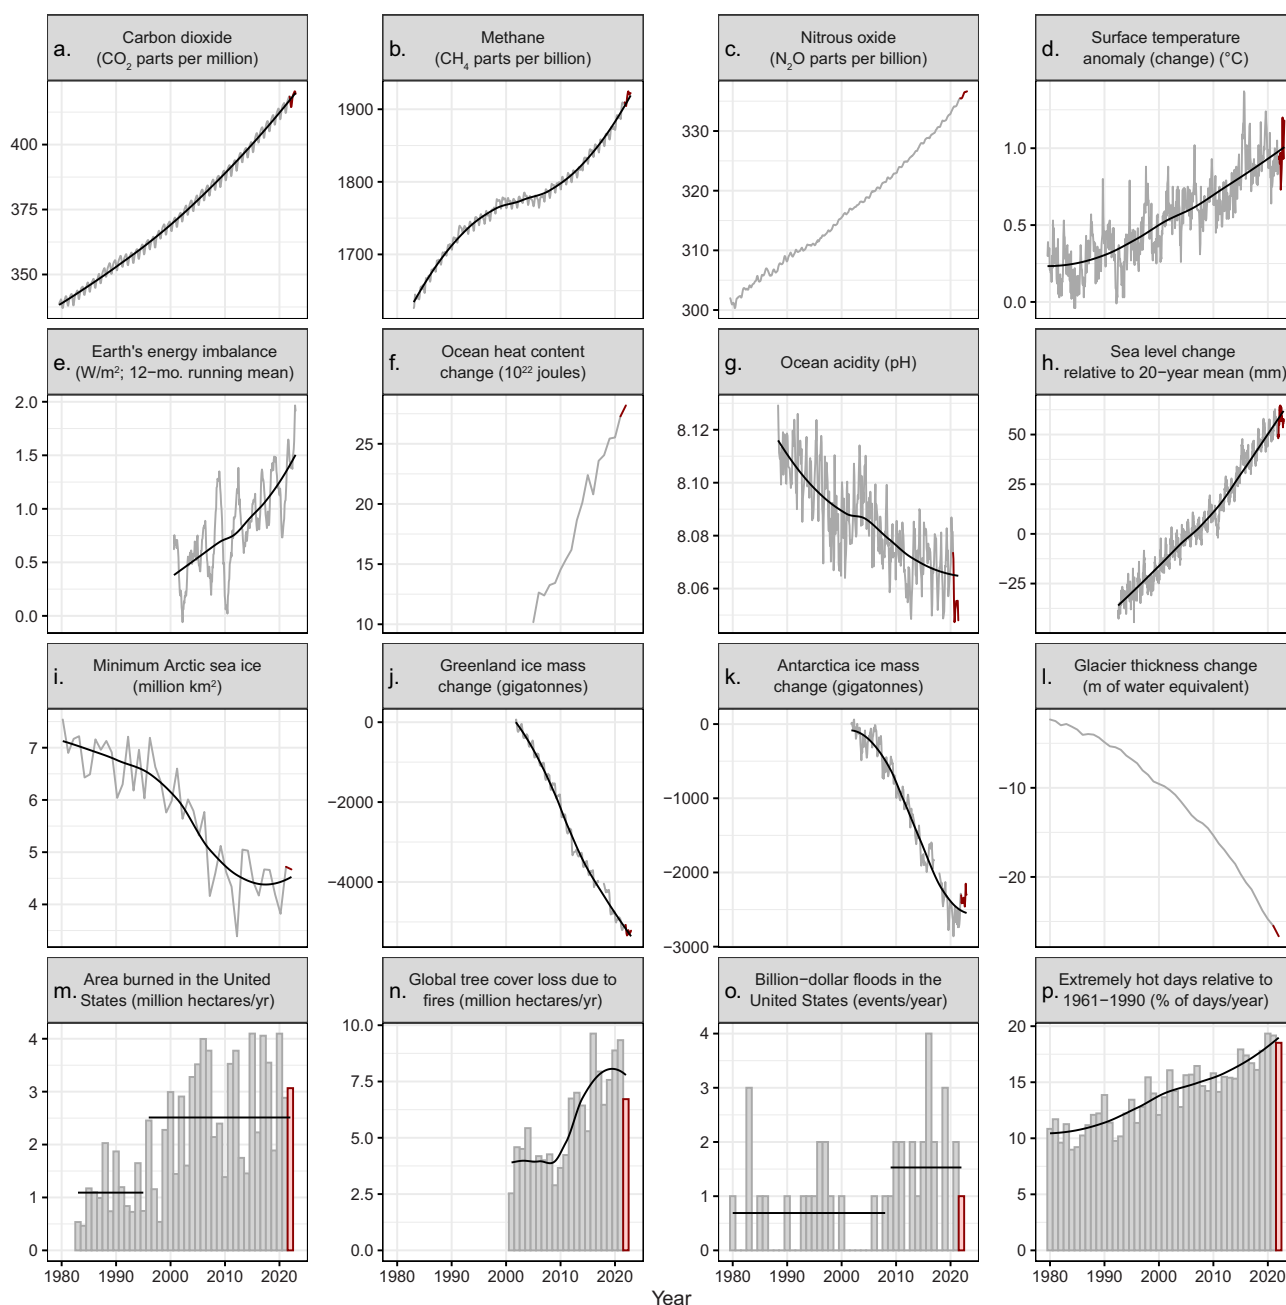 a. Carbon dioxide
(CO₂ parts per million)
b. Methane
(CH₄ parts per billion)
c. Nitrous oxide
(N₂O parts per billion)
d. Surface temperature
anomaly (change) (°C)
400
375
350
1900
1800
1700
330
320
310
300
1.0
0.5
0.0
e. Earth's energy imbalance
(W/m²; 12−mo. running mean)
f. Ocean heat content
change (10²² joules)
g. Ocean acidity (pH)
h. Sea level change
relative to 20−year mean (mm)
2.0
1.5
1.0
0.5
0.0
25
20
15
10
8.12
8.10
8.08
8.06
50
25
0
−25
i. Minimum Arctic sea ice
(million km²)
j. Greenland ice mass
change (gigatonnes)
k. Antarctica ice mass
change (gigatonnes)
l. Glacier thickness change
(m of water equivalent)
7
6
5
4
0
−2000
−4000
0
−1000
−2000
−3000
−10
−20
m. Area burned in the United
States (million hectares/yr)
n. Global tree cover loss due to
fires (million hectares/yr)
o. Billion−dollar floods in the
United States (events/year)
p. Extremely hot days relative to
1961−1990 (% of days/year)
4
3
2
1
0
10.0
7.5
5.0
2.5
0.0
4
3
2
1
0
20
15
10
5
0
1980 1990 2000 2010 2020
1980 1990 2000 2010 2020
1980 1990 2000 2010 2020
1980 1990 2000 2010 2020
Year